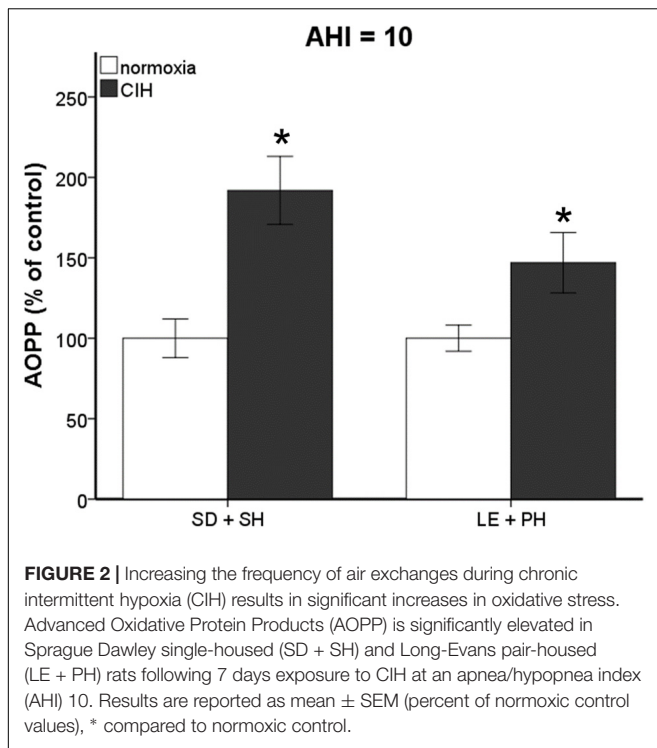 AHI = 10
normoxia
CIH
AOPP (% of control)
250
200
150
100
50
0
*
*
SD + SH
LE + PH
FIGURE 2 | Increasing the frequency of air exchanges during chronic
intermittent hypoxia (CIH) results in significant increases in oxidative stress.
Advanced Oxidative Protein Products (AOPP) is significantly elevated in
Sprague Dawley single-housed (SD + SH) and Long-Evans pair-housed
(LE + PH) rats following 7 days exposure to CIH at an apnea/hypopnea index
(AHI) 10. Results are reported as mean ± SEM (percent of normoxic control
values), * compared to normoxic control.